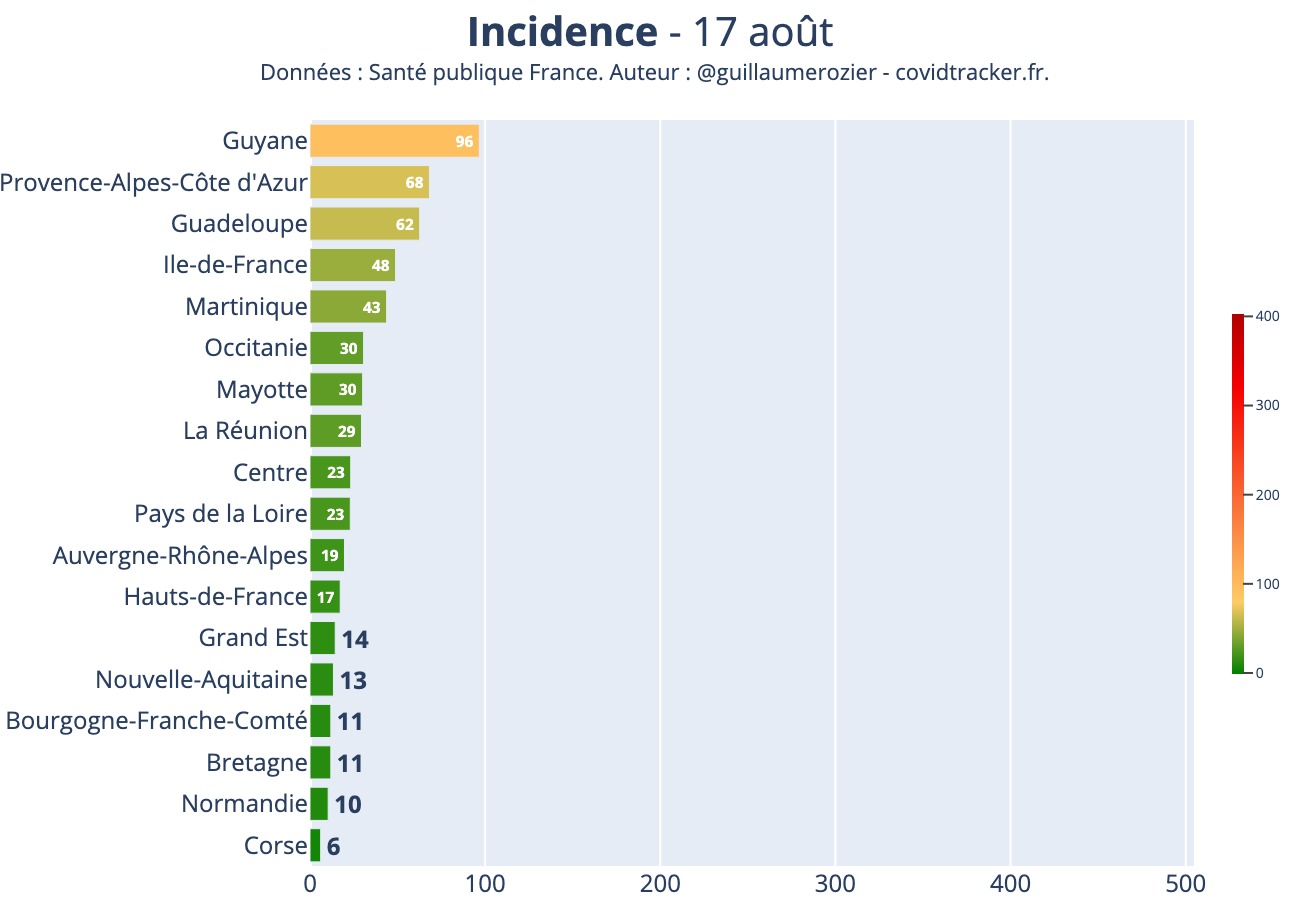 Incidence - 17 août
Données : Santé publique France. Auteur : @guillaumerozier - covidtracker.fr.
Guyane 96
Provence-Alpes-Côte d'Azur 68
Guadeloupe 62
Ile-de-France 48
Martinique 43
Occitanie 30
Mayotte 30
La Réunion 29
Centre 23
Pays de la Loire 23
Auvergne-Rhône-Alpes 19
Hauts-de-France 17
Grand Est 14
Nouvelle-Aquitaine 13
Bourgogne-Franche-Comté 11
Bretagne 11
Normandie 10
Corse 6
0 100 200 300 400 500
400
300
200
100
0